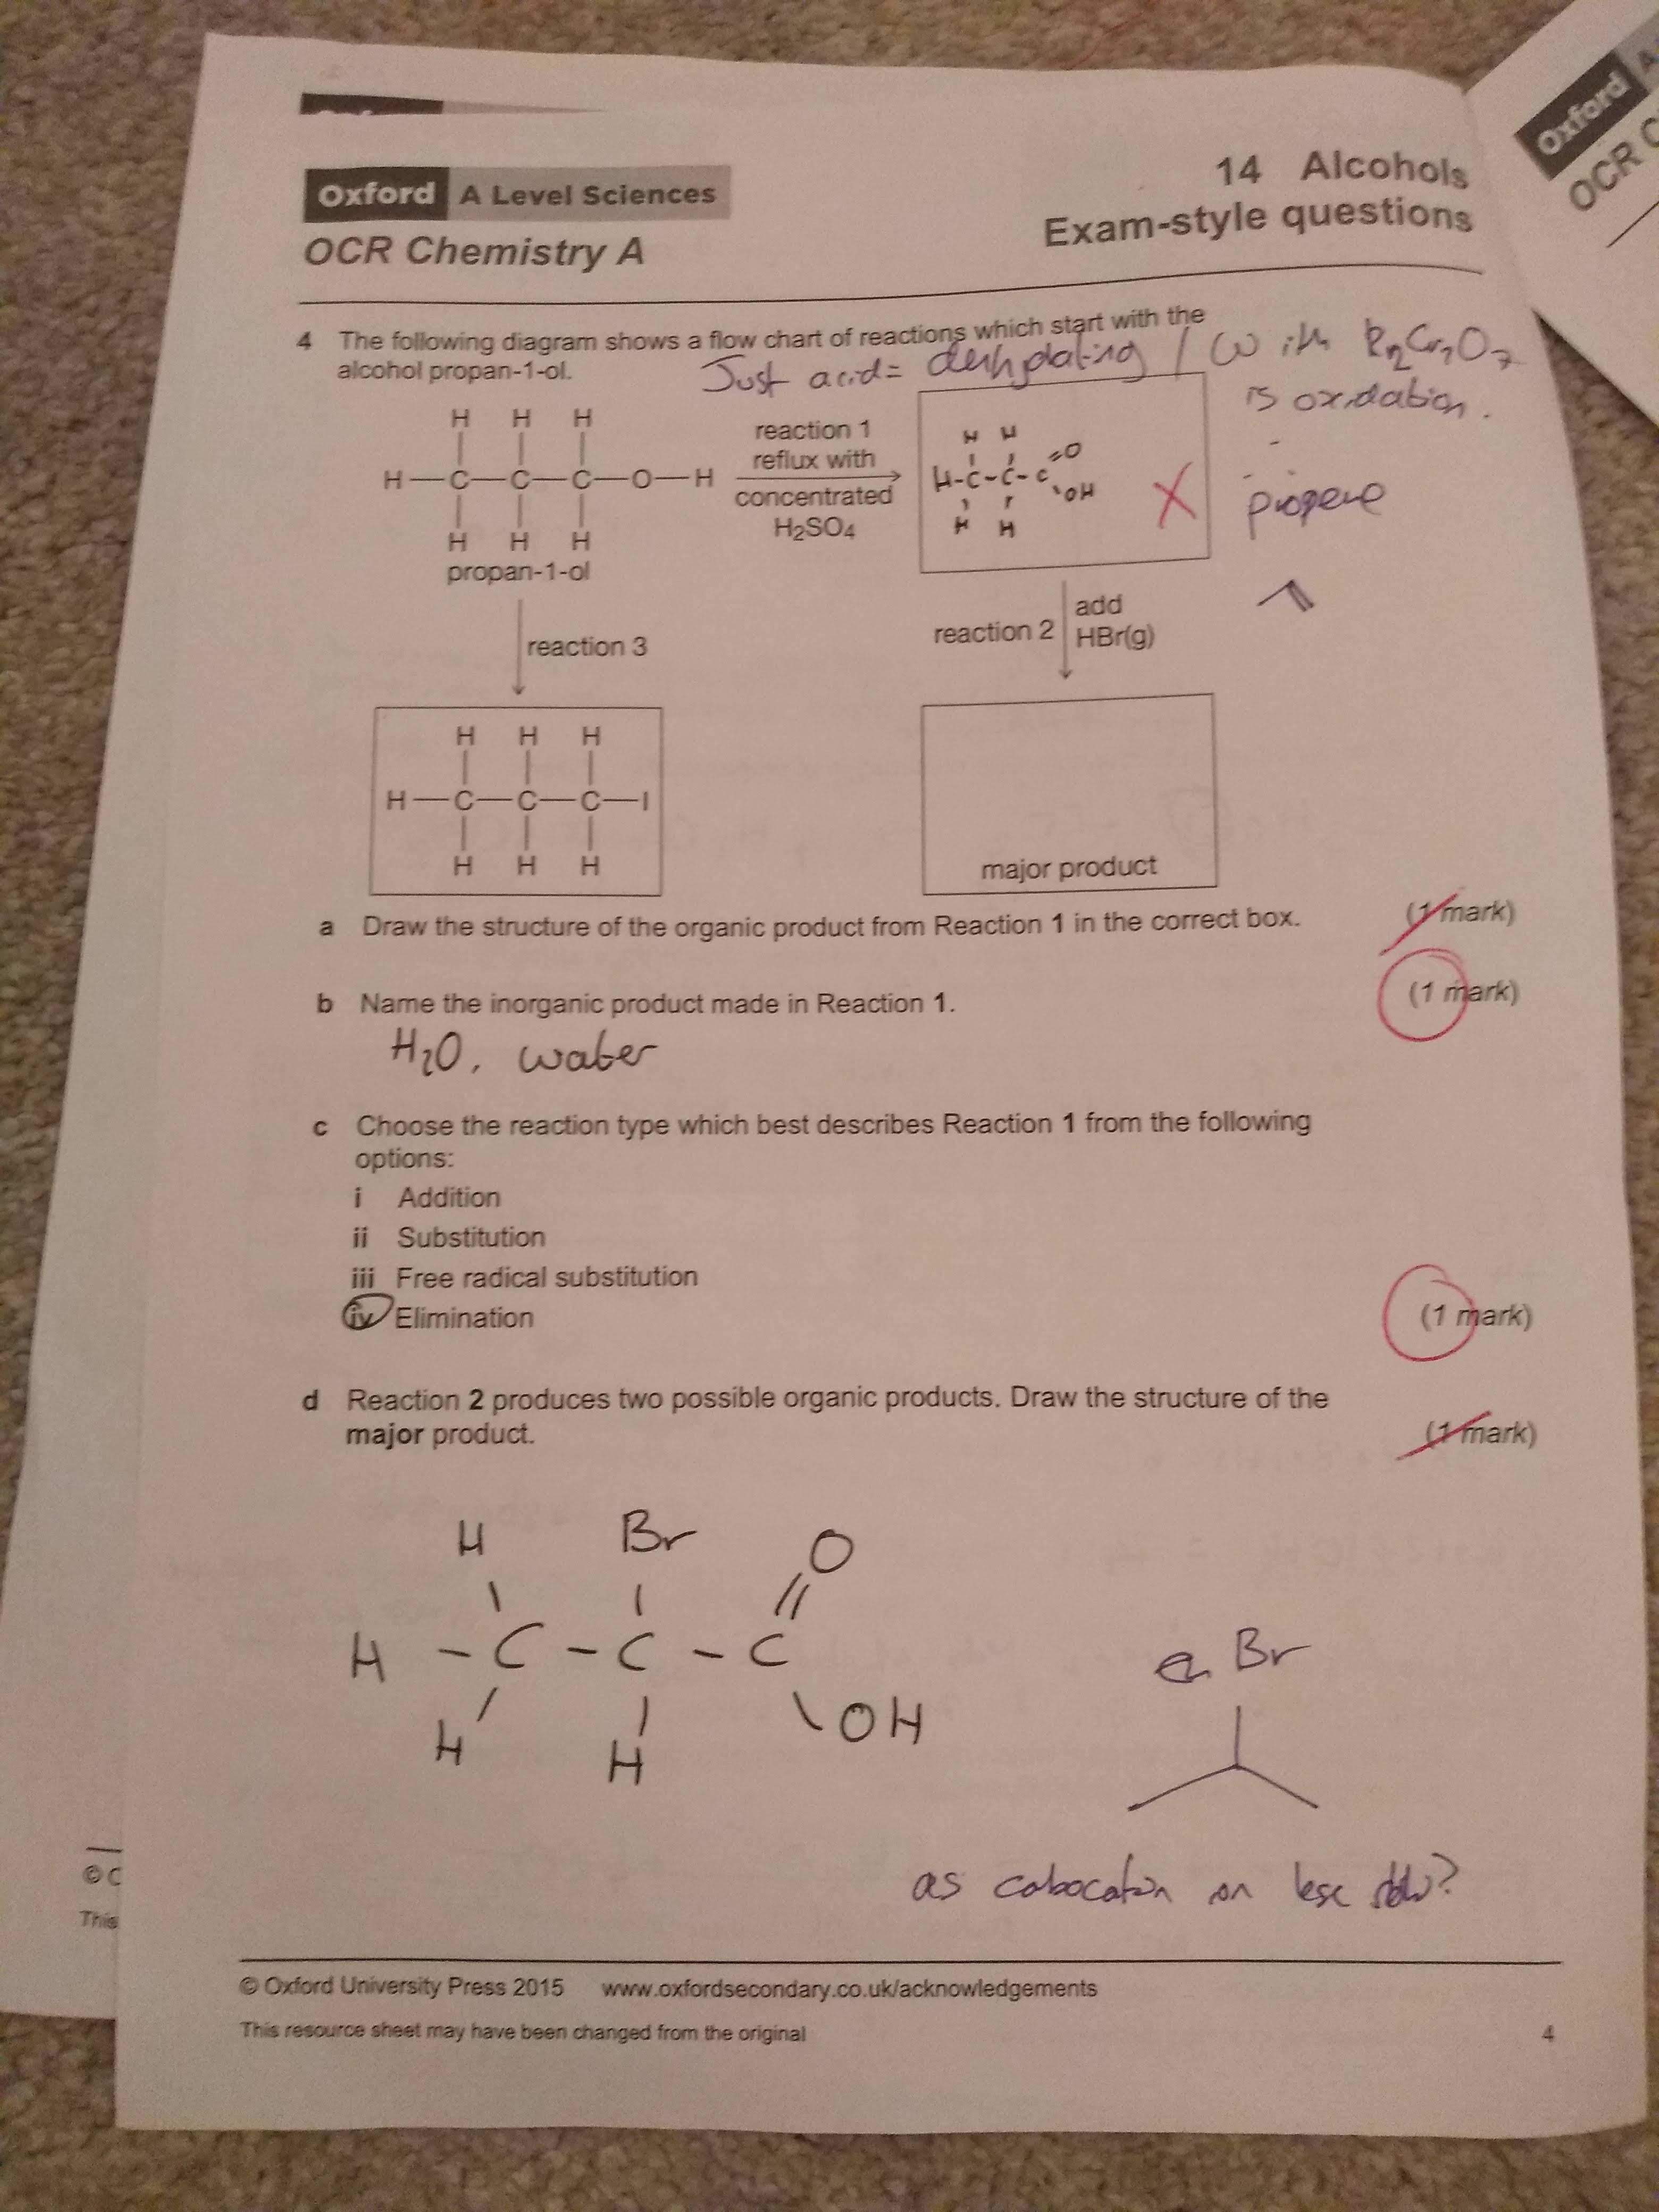 Oxford A Level Sciences
OCR Chemistry A
14 Alcohols
Exam-style questions
Oxford A
OCR C
4 The following diagram shows a flow chart of reactions which start with the
alcohol propan-1-ol.
Just acid = dehydrating / with K2Cr2O7
is oxidation.
H H H
H—C—C—C—O—H
H H H
propan-1-ol
reaction 1
reflux with
concentrated
H2SO4
H H
H-C-C-C =O
OH
H H
X
propene
reaction 3
reaction 2
add
HBr(g)
H H H
H—C—C—C—I
H H H
major product
a Draw the structure of the organic product from Reaction 1 in the correct box. (1 mark)
b Name the inorganic product made in Reaction 1. (1 mark)
H2O, water
c Choose the reaction type which best describes Reaction 1 from the following
options:
i Addition
ii Substitution
iii Free radical substitution
iv Elimination (1 mark)
d Reaction 2 produces two possible organic products. Draw the structure of the
major product. (1 mark)
H Br O
H - C - C - C
H H OH
Br
as
© C
This
© Oxford University Press 2015 www.oxfordsecondary.co.uk/acknowledgements
This resource sheet may have been changed from the original
4